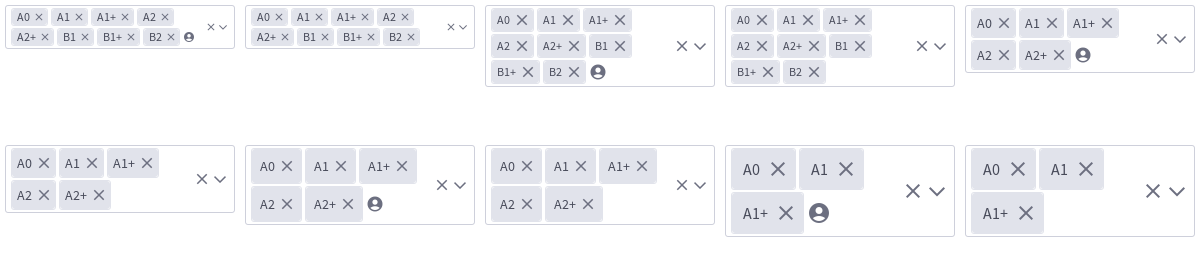 A0 A1 A1+ A2
A2+ B1 B1+ B2
A0 A1 A1+ A2
A2+ B1 B1+ B2
A0 A1 A1+
A2 A2+ B1
B1+ B2
A0 A1 A1+
A2 A2+ B1
B1+ B2
A0 A1 A1+
A2 A2+
A0 A1 A1+
A2 A2+
A0 A1 A1+
A2 A2+
A0 A1 A1+
A2 A2+
A0 A1
A1+
A0 A1
A1+